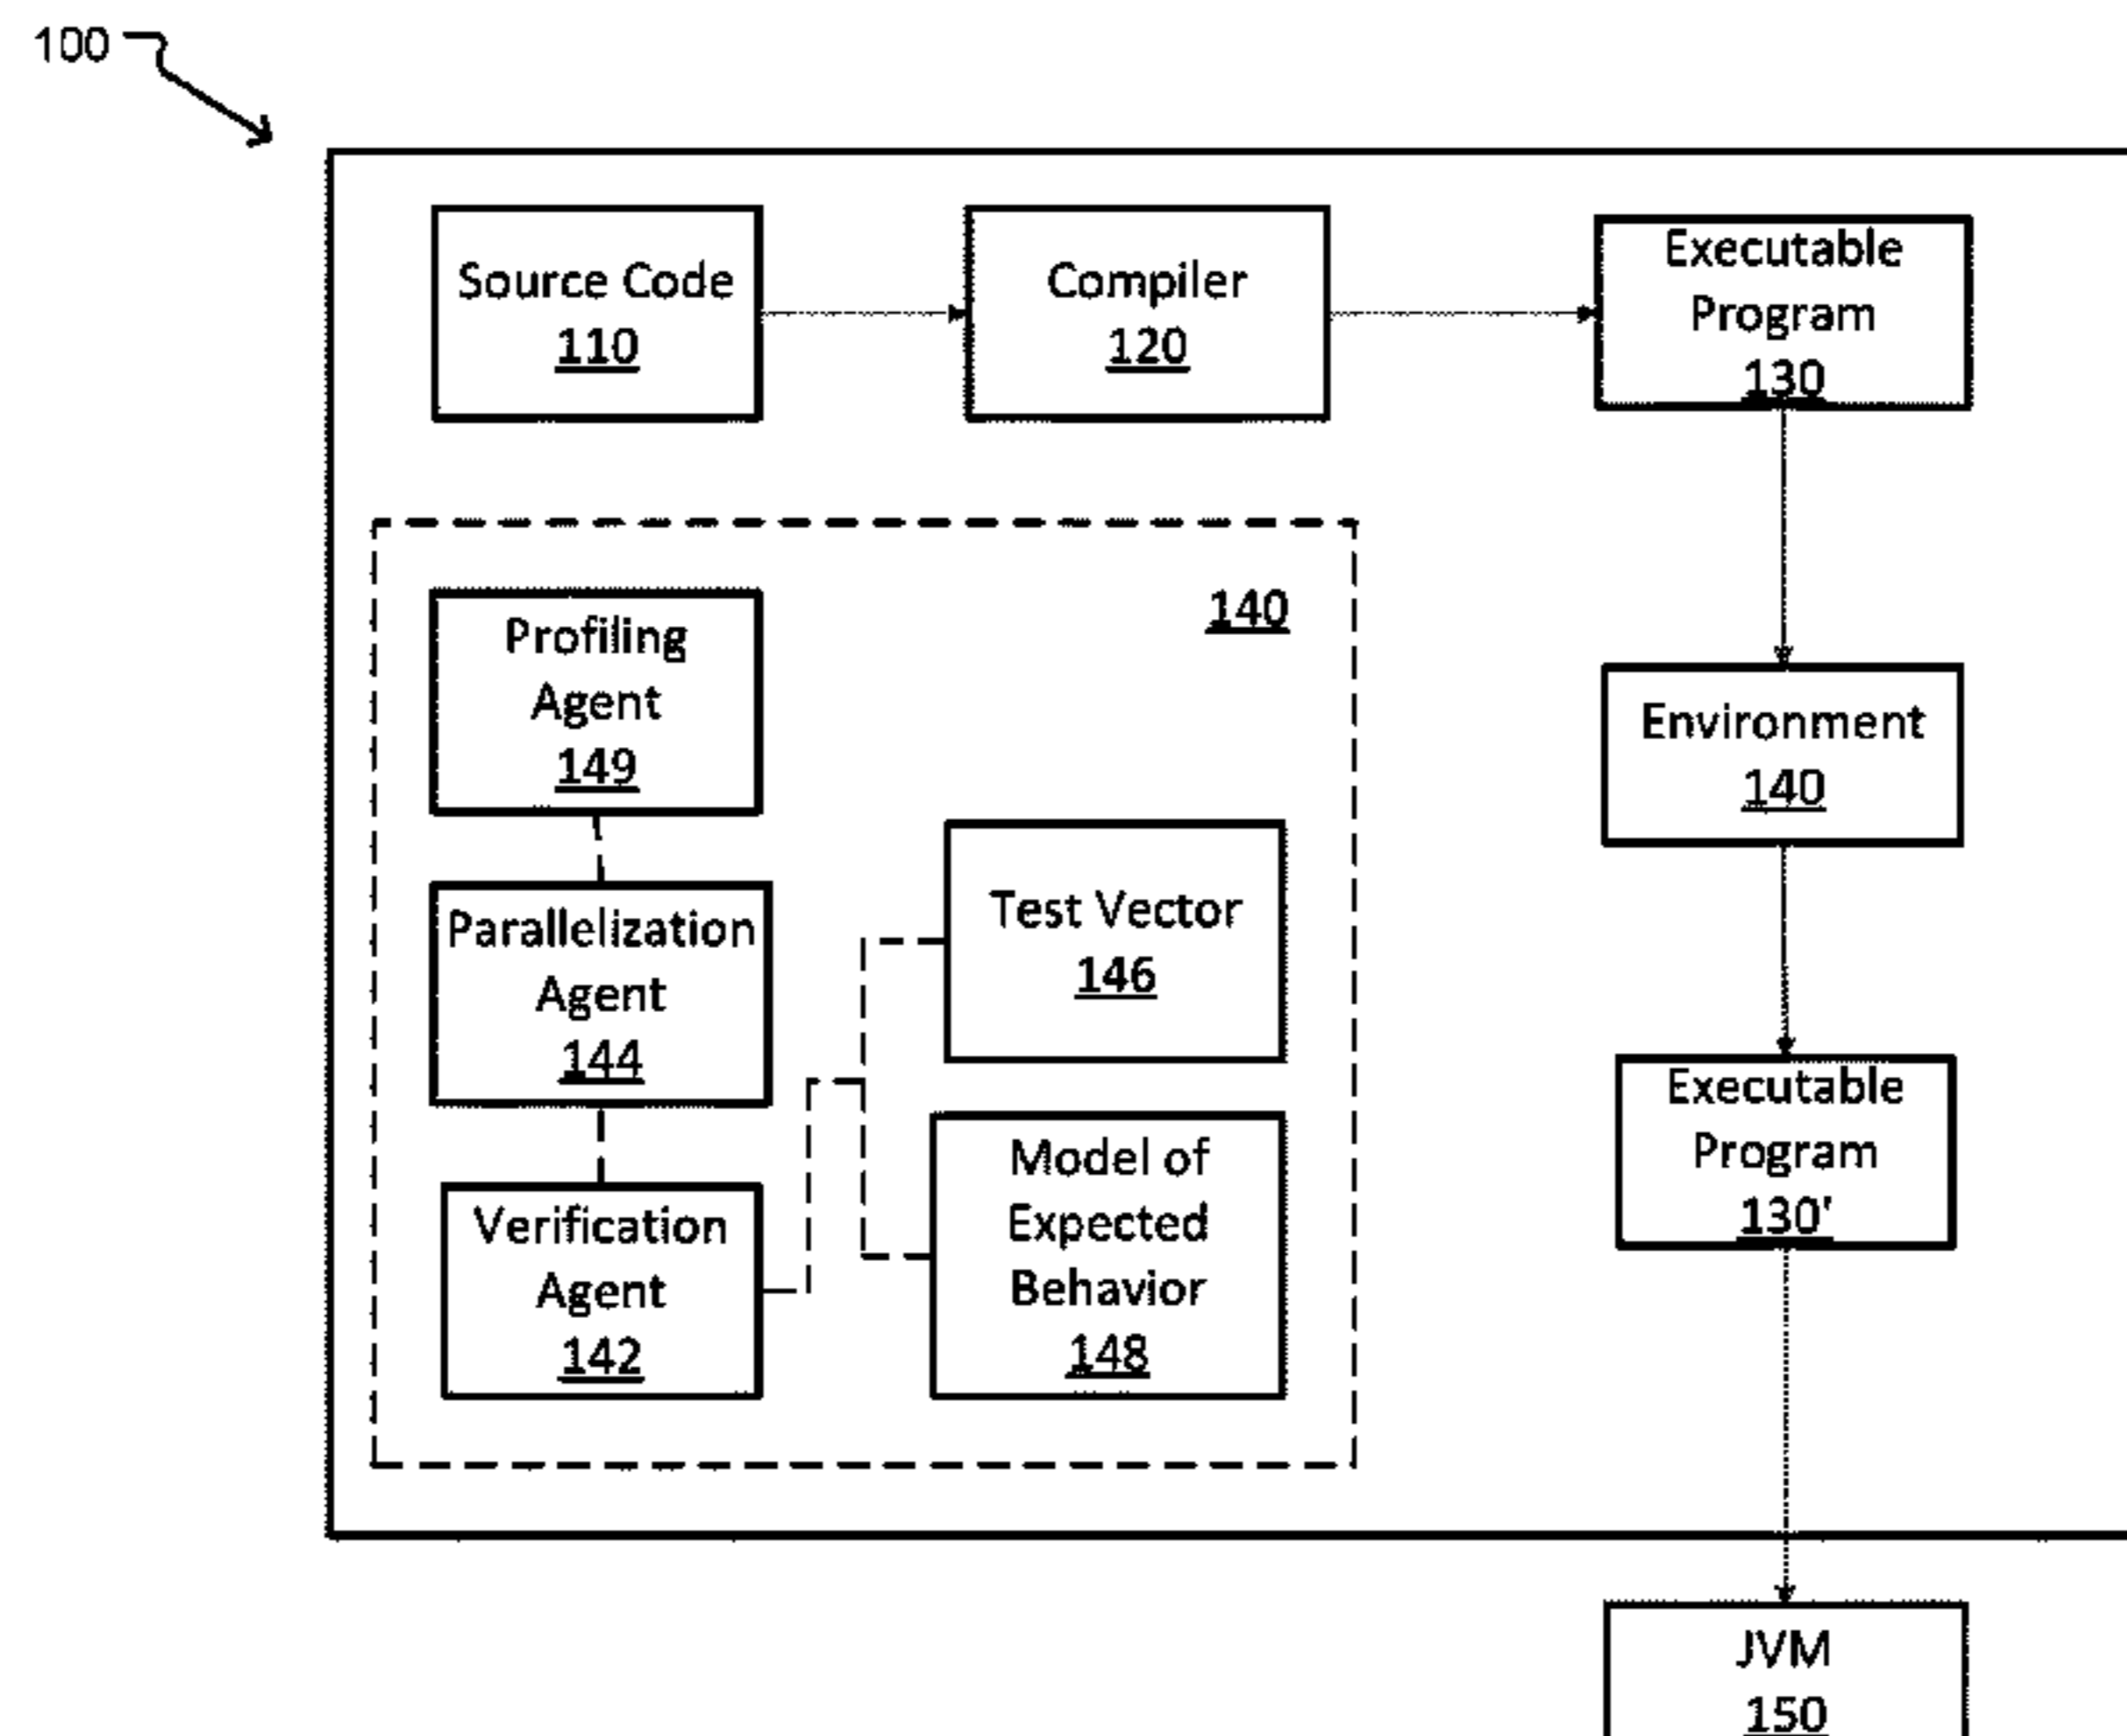 100
Source Code
110
Compiler
120
Executable
Program
130
140
Profiling
Agent
149
Parallelization
Agent
144
Verification
Agent
142
Test Vector
146
Model of
Expected
Behavior
148
Environment
140
Executable
Program
130'
JVM
150